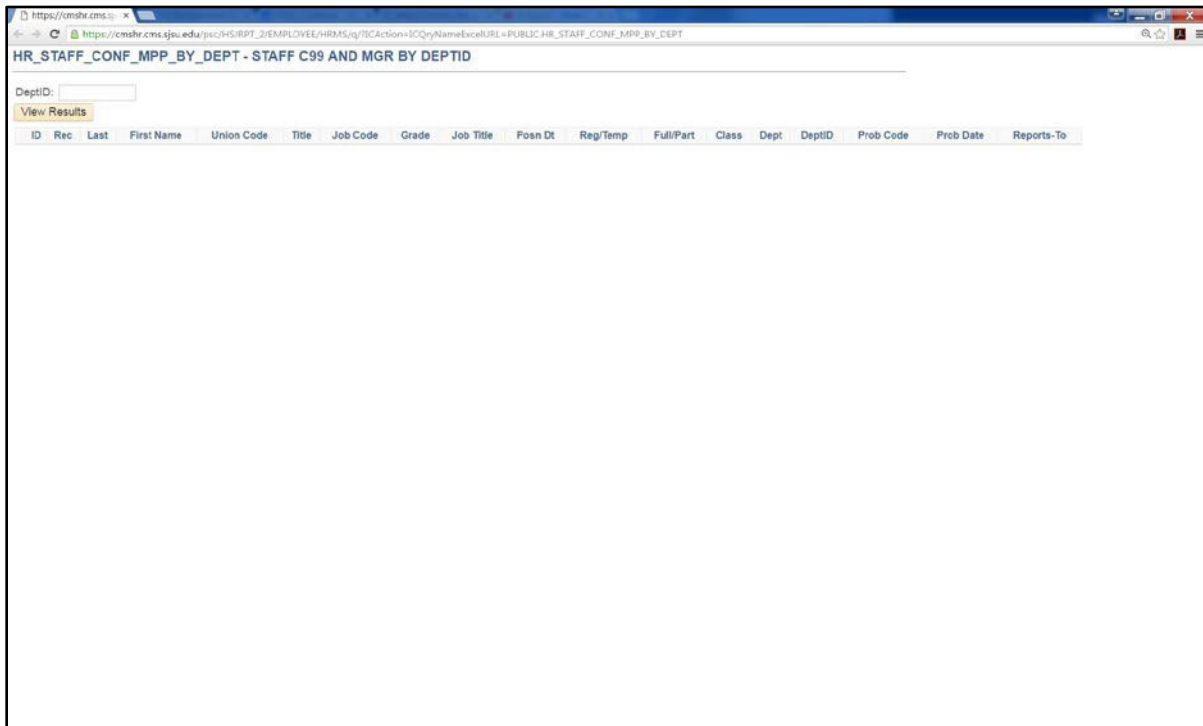 https://cmshr.cms.sj
https://cmshr.cms.sjsu.edu/psc/HSJRPT_2/EMPLOYEE/HRMS/q/?ICAction=ICQryNameExcelURL=PUBLIC.HR_STAFF_CONF_MPP_BY_DEPT
HR_STAFF_CONF_MPP_BY_DEPT - STAFF C99 AND MGR BY DEPTID
DeptID:
View Results
ID Rec Last First Name Union Code Title Job Code Grade Job Title Posn Dt Reg/Temp Full/Part Class Dept DeptID Prob Code Prob Date Reports-To